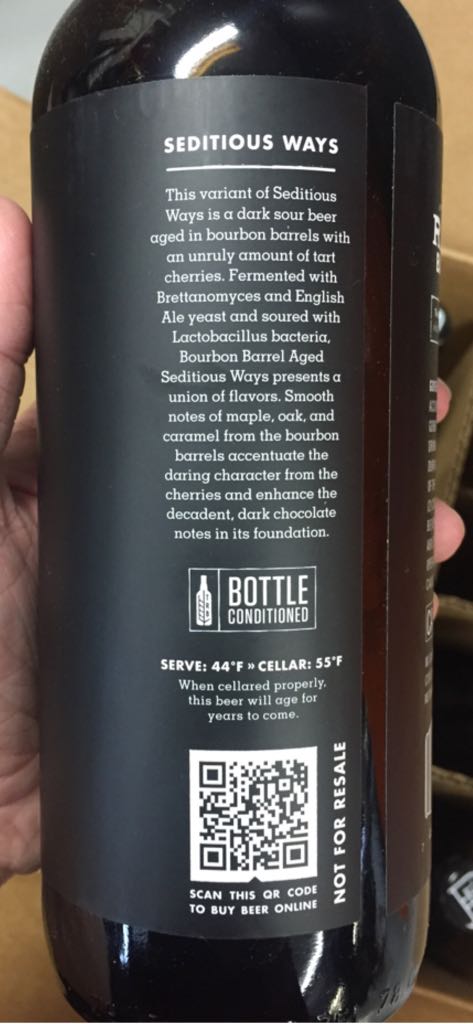 SEDITIOUS WAYS
This variant of Seditious
Ways is a dark sour beer
aged in bourbon barrels with
an unruly amount of tart
cherries. Fermented with
Brettanomyces and English
Ale yeast and soured with
Lactobacillus bacteria,
Bourbon Barrel Aged
Seditious Ways presents a
union of flavors. Smooth
notes of maple, oak, and
caramel from the bourbon
barrels accentuate the
daring character from the
cherries and enhance the
decadent, dark chocolate
notes in its foundation.
BOTTLE
CONDITIONED
SERVE: 44°F » CELLAR: 55°F
When cellared properly,
this beer will age for
years to come.
SCAN THIS QR CODE
TO BUY BEER ONLINE
NOT FOR RESALE